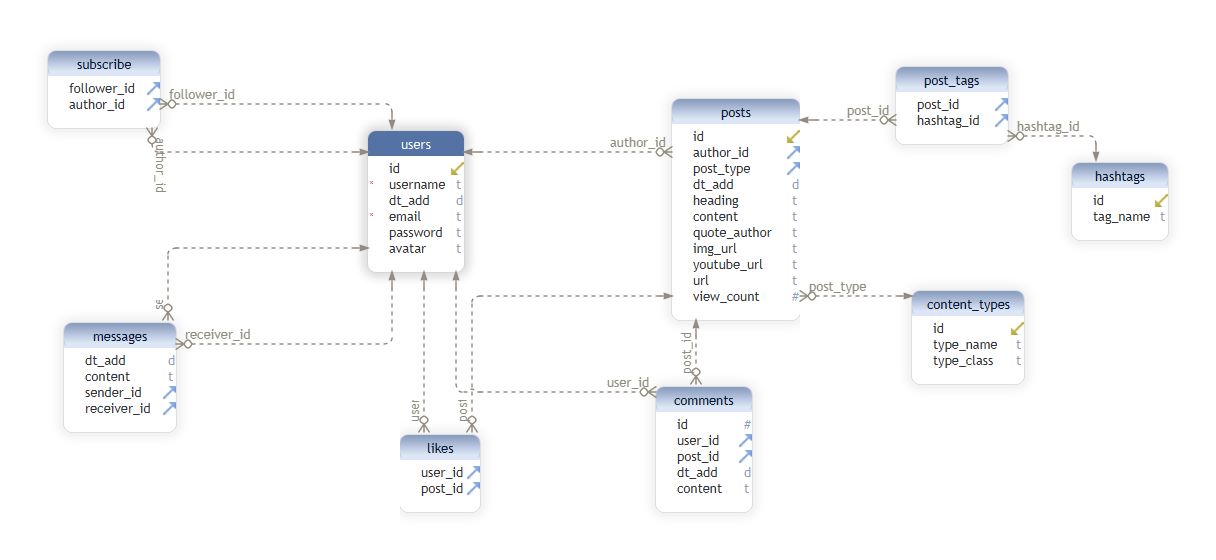 subscribe
follower_id
author_id
follower_id
author_id
users
id
* username t
dt_add d
* email t
password t
avatar t
author_id
posts
id
author_id
post_type
dt_add d
heading t
content t
quote_author t
img_url t
youtube_url t
url t
view_count #
post_id
post_tags
post_id
hashtag_id
hashtag_id
hashtags
id
tag_name t
post_type
content_types
id
type_name t
type_class t
se
receiver_id
messages
dt_add d
content t
sender_id
receiver_id
user
post
likes
user_id
post_id
user_id
post_id
comments
id #
user_id
post_id
dt_add d
content t